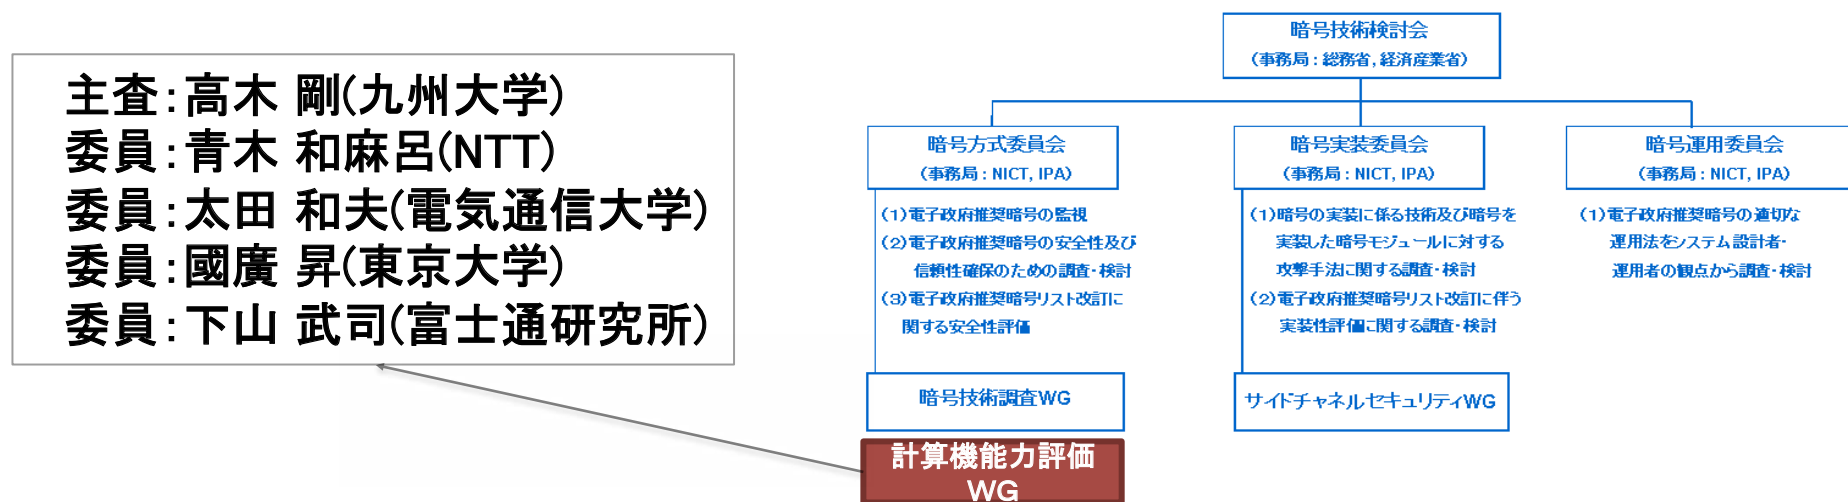 主査:高木 剛(九州大学)
委員:青木 和麻呂(NTT)
委員:太田 和夫(電気通信大学)
委員:國廣 昇(東京大学)
委員:下山 武司(富士通研究所)
暗号技術検討会
(事務局:総務省,経済産業省)
暗号方式委員会
(事務局:NICT, IPA)
(1)電子政府推奨暗号の監視
(2)電子政府推奨暗号の安全性及び
信頼性確保のための調査・検討
(3)電子政府推奨暗号リスト改訂に
関する安全性評価
暗号技術調査WG
計算機能力評価
WG
暗号実装委員会
(事務局:NICT, IPA)
(1)暗号の実装に係る技術及び暗号を
実装した暗号モジュールに対する
攻撃手法に関する調査・検討
(2)電子政府推奨暗号リスト改訂に伴う
実装性評価に関する調査・検討
サイドチャネルセキュリティWG
暗号運用委員会
(事務局:NICT, IPA)
(1)電子政府推奨暗号の適切な
運用法をシステム設計者・
運用者の観点から調査・検討